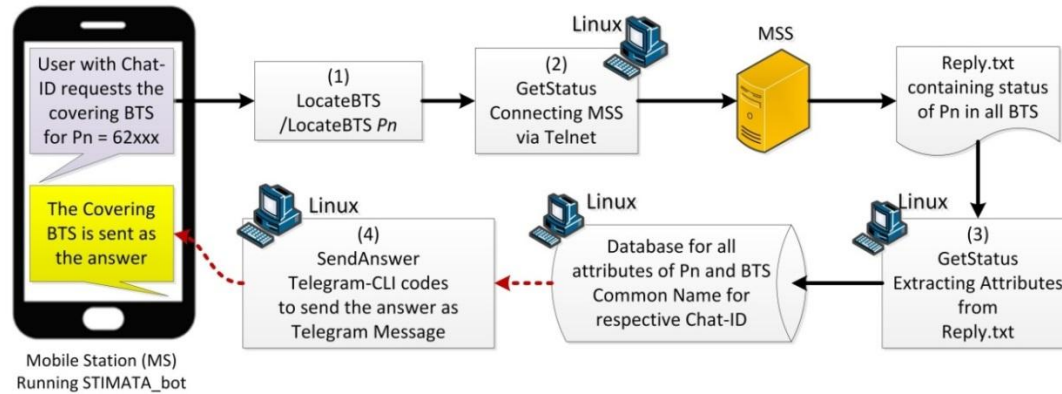 User with Chat-
ID requests the
covering BTS
for Pn = 62xxx
The Covering
BTS is sent as
the answer
Mobile Station (MS)
Running STIMATA_bot
(1)
LocateBTS
/LocateBTS Pn
Linux
(2)
GetStatus
Connecting MSS
via Telnet
MSS
Reply.txt
containing status
of Pn in all BTS
Linux
(3)
GetStatus
Extracting Attributes
from
Reply.txt
Linux
Database for all
attributes of Pn and BTS
Common Name for
respective Chat-ID
Linux
(4)
SendAnswer
Telegram-CLI codes
to send the answer as
Telegram Message